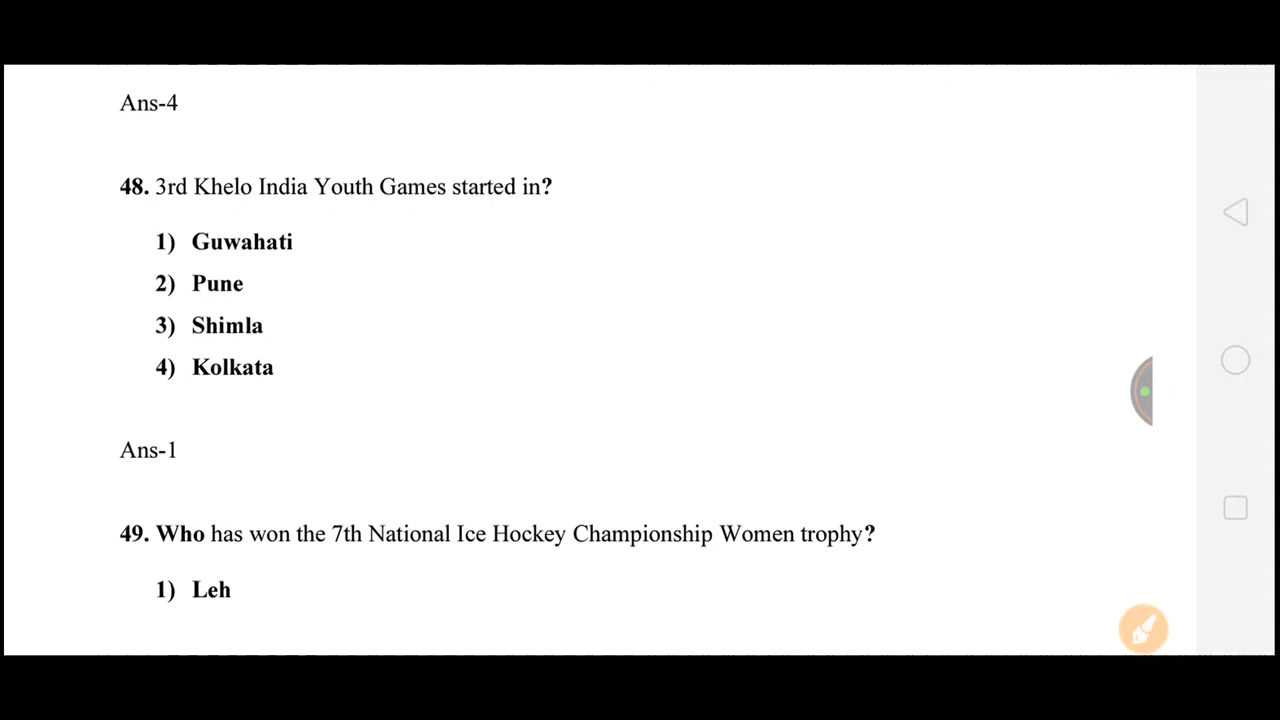 Ans-4
48. 3rd Khelo India Youth Games started in?
1) Guwahati
2) Pune
3) Shimla
4) Kolkata
Ans-1
49. Who has won the 7th National Ice Hockey Championship Women trophy?
1) Leh